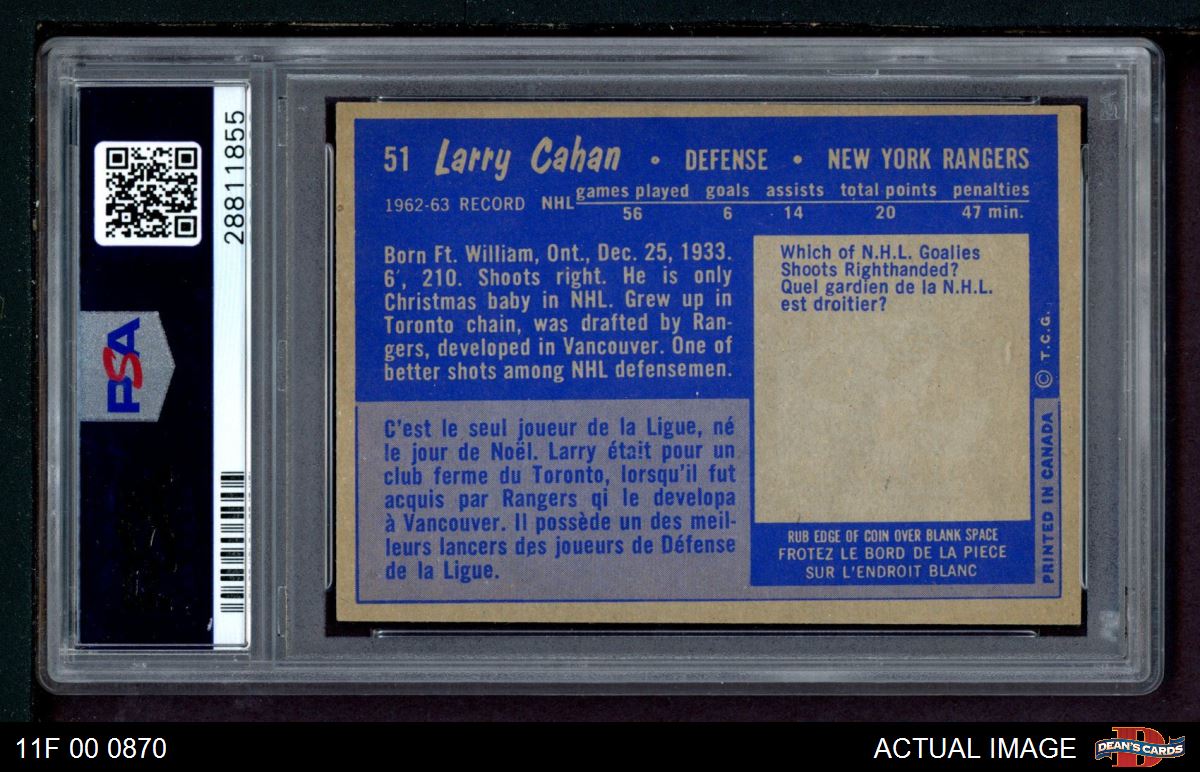 28811855
PSA
51 Larry Cahan • DEFENSE • NEW YORK RANGERS
games played goals assists total points penalties
1962-63 RECORD NHL 56 6 14 20 47 min.
Born Ft. William, Ont., Dec. 25, 1933.
6', 210. Shoots right. He is only
Christmas baby in NHL. Grew up in
Toronto chain, was drafted by Ran-
gers, developed in Vancouver. One of
better shots among NHL defensemen.
C'est le seul joueur de la Ligue, né
le jour de Noël. Larry était pour un
club ferme du Toronto, lorsqu'il fut
acquis par Rangers qi le developa
à Vancouver. Il possède un des meil-
leurs lancers des joueurs de Défense
de la Ligue.
Which of N.H.L. Goalies
Shoots Righthanded?
Quel gardien de la N.H.L.
est droitier?
RUB EDGE OF COIN OVER BLANK SPACE
FROTEZ LE BORD DE LA PIECE
SUR L'ENDROIT BLANC
PRINTED IN CANADA © T.C.G.
11F 00 0870
ACTUAL IMAGE
D
DEAN'S CARDS